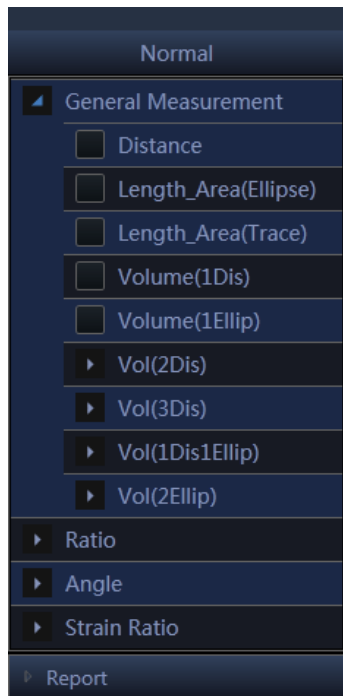 Normal
General Measurement
Distance
Length_Area(Ellipse)
Length_Area(Trace)
Volume(1Dis)
Volume(1Ellip)
Vol(2Dis)
Vol(3Dis)
Vol(1Dis1Ellip)
Vol(2Ellip)
Ratio
Angle
Strain Ratio
Report